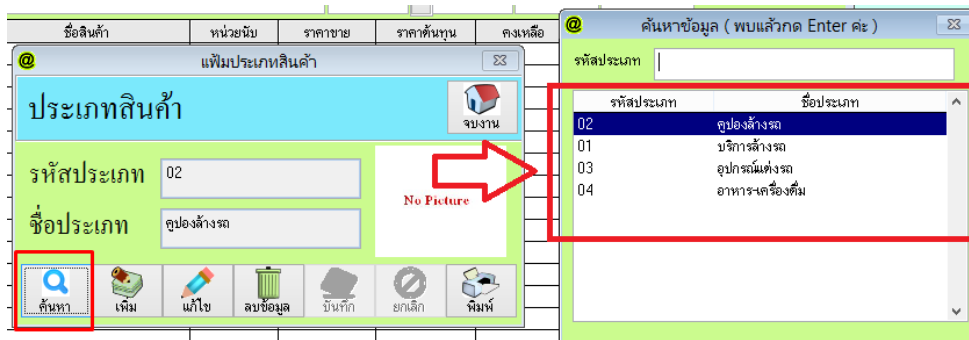 ชื่อสินค้า หน่วยนับ ราคาขาย ราคาต้นทุน คงเหลือ
แฟ้มประเภทสินค้า
ประเภทสินค้า
จบงาน
รหัสประเภท 02
ชื่อประเภท คูปองล้างรถ
No Picture
ค้นหา เพิ่ม แก้ไข ลบข้อมูล บันทึก ยกเลิก พิมพ์
ค้นหาข้อมูล ( พบแล้วกด Enter ค่ะ )
รหัสประเภท
รหัสประเภท ชื่อประเภท
02 คูปองล้างรถ
01 บริการล้างรถ
03 อุปกรณ์แต่งรถ
04 อาหาร-เครื่องดื่ม